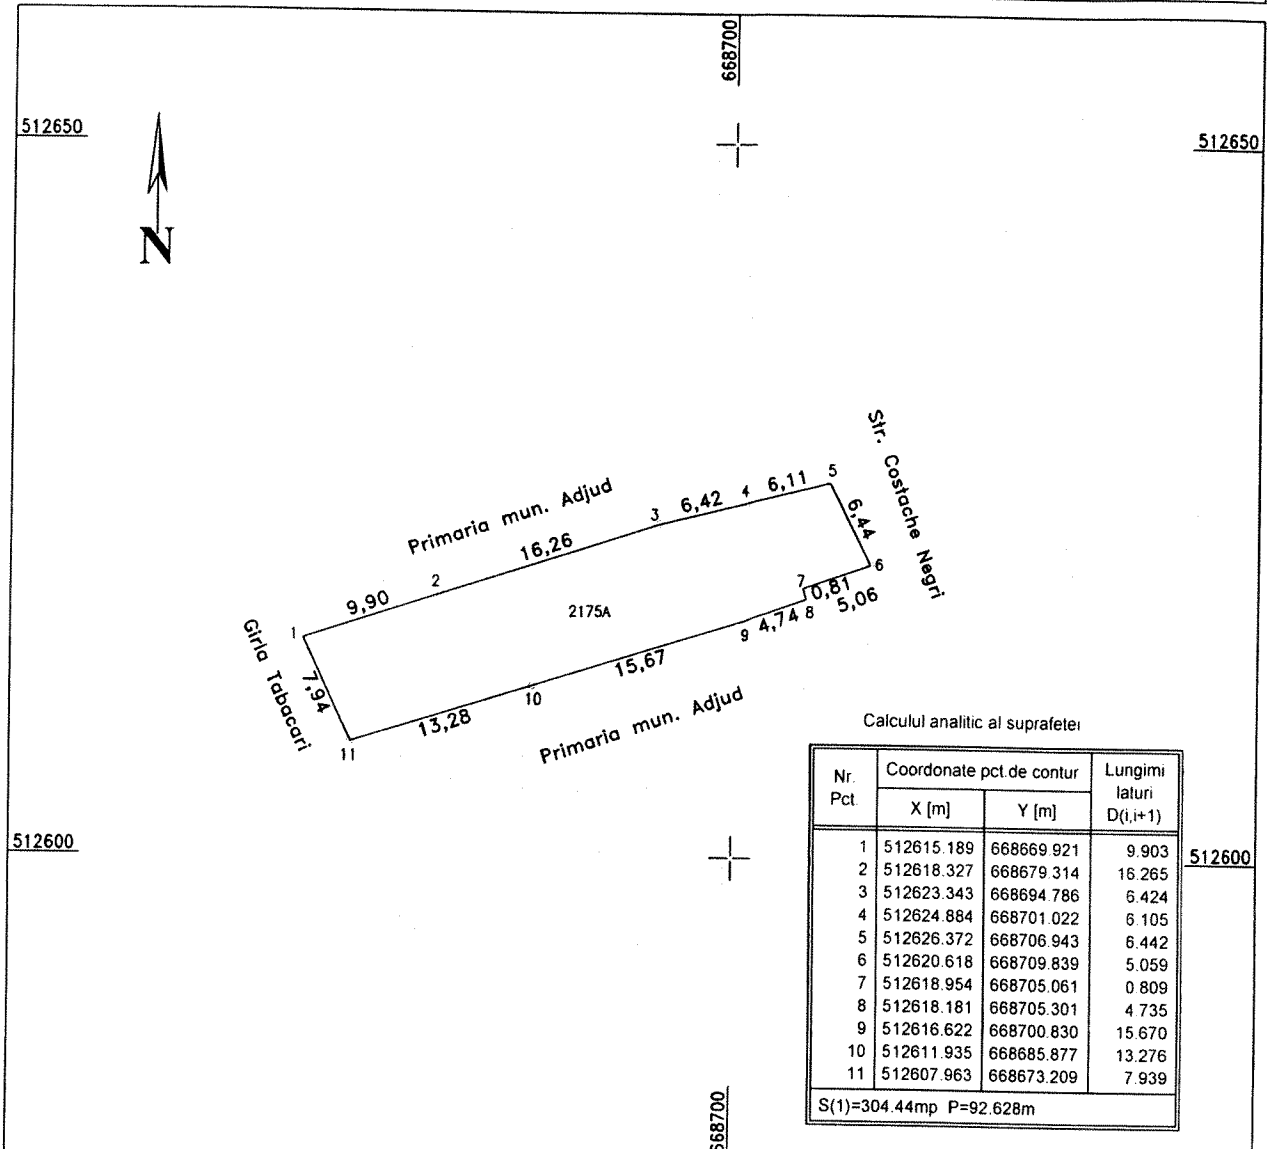 668700
512650
512650
N
Str. Costache Negri
Primaria mun. Adjud
1
9,90
2
16,26
3
6,42
4
6,11
5
6,44
6
7
0,81
5,06
8
4,74
9
15,67
10
13,28
11
7,94
2175A
Girla Tabacari
Primaria mun. Adjud
Calculul analitic al suprafetei
Nr. Pct. Coordonate pct.de contur Lungimi laturi D(i,i+1)
X [m] Y [m]
1 512615.189 668669.921 9.903
2 512618.327 668679.314 16.265
3 512623.343 668694.786 6.424
4 512624.884 668701.022 6.105
5 512626.372 668706.943 6.442
6 512620.618 668709.839 5.059
7 512618.954 668705.061 0.809
8 512618.181 668705.301 4.735
9 512616.622 668700.830 15.670
10 512611.935 668685.877 13.276
11 512607.963 668673.209 7.939
S(1)=304.44mp P=92.628m
512600
512600
668700